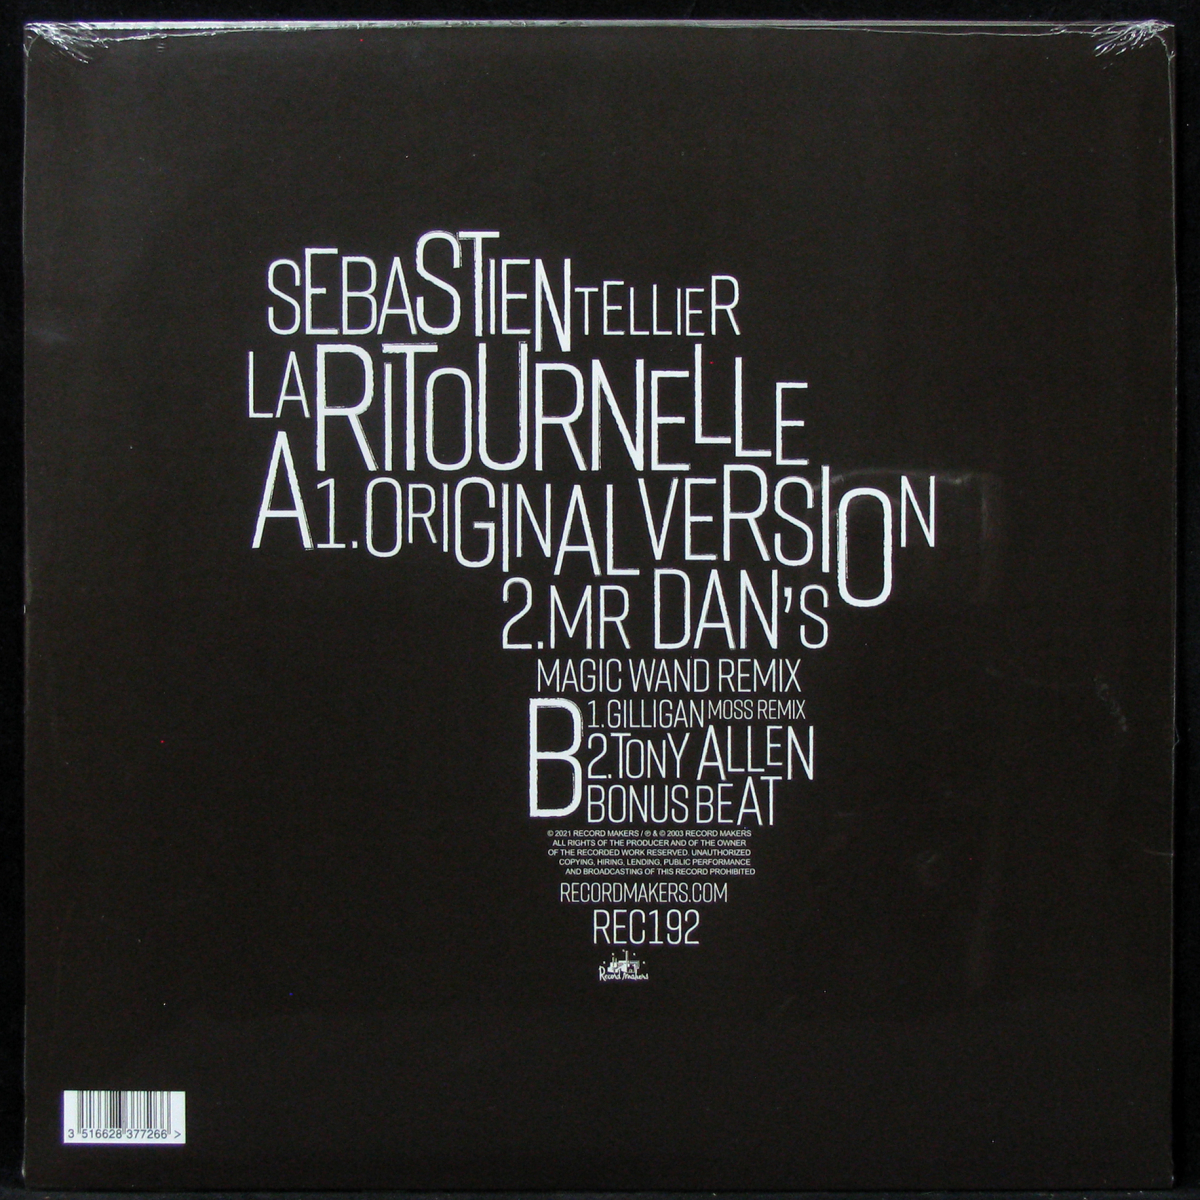 SEBASTIEN TELLIER
LA RITOURNELLE
A 1. ORIGINAL VERSION
2. MR DAN'S
MAGIC WAND REMIX
B 1. GILLIGAN MOSS REMIX
2. TONY ALLEN
BONUS BEAT
© 2021 RECORD MAKERS / ℗ & © 2003 RECORD MAKERS
ALL RIGHTS OF THE PRODUCER AND OF THE OWNER
OF THE RECORDED WORK RESERVED. UNAUTHORIZED
COPYING, HIRING, LENDING, PUBLIC PERFORMANCE
AND BROADCASTING OF THIS RECORD PROHIBITED
RECORDMAKERS.COM
REC192
Record Makers
3 516628 377266 >